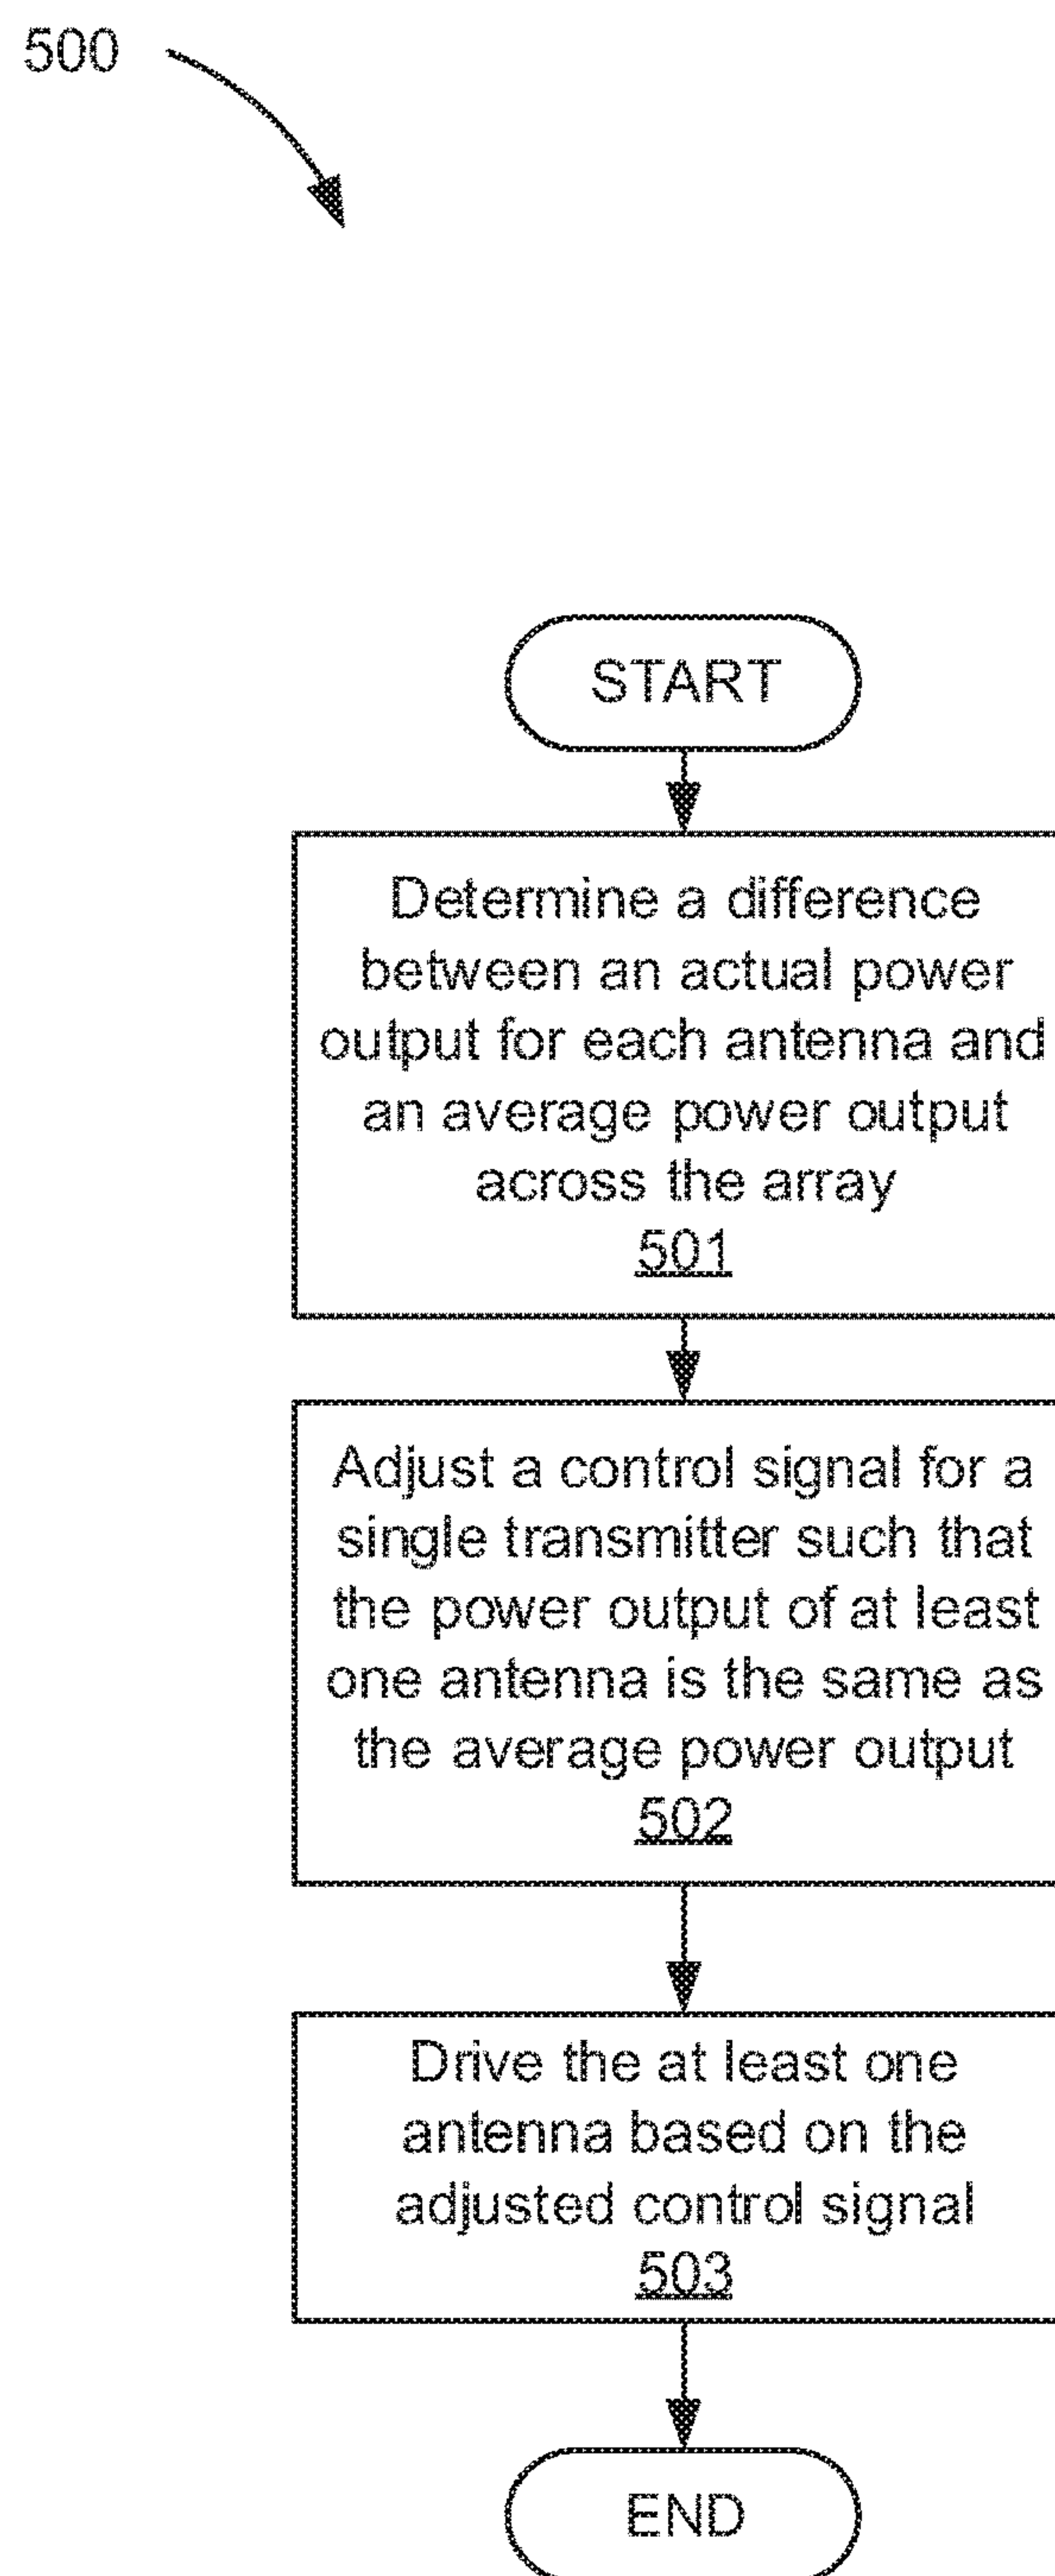 500
START
Determine a difference
between an actual power
output for each antenna and
an average power output
across the array
501
Adjust a control signal for a
single transmitter such that
the power output of at least
one antenna is the same as
the average power output
502
Drive the at least one
antenna based on the
adjusted control signal
503
END